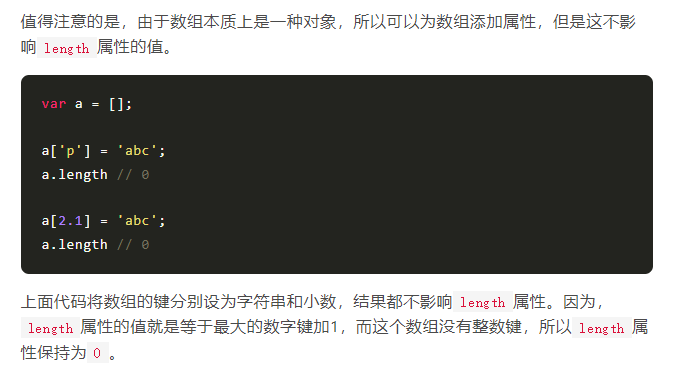 值得注意的是，由于数组本质上是一种对象，所以可以为数组添加属性，但是这不影
响 length 属性的值。
var a = [];
a['p'] = 'abc';
a.length // 0
a[2.1] = 'abc';
a.length // 0
上面代码将数组的键分别设为字符串和小数，结果都不影响 length 属性。因为，
length 属性的值就是等于最大的数字键加1，而这个数组没有整数键，所以 length 属
性保持为 0 。